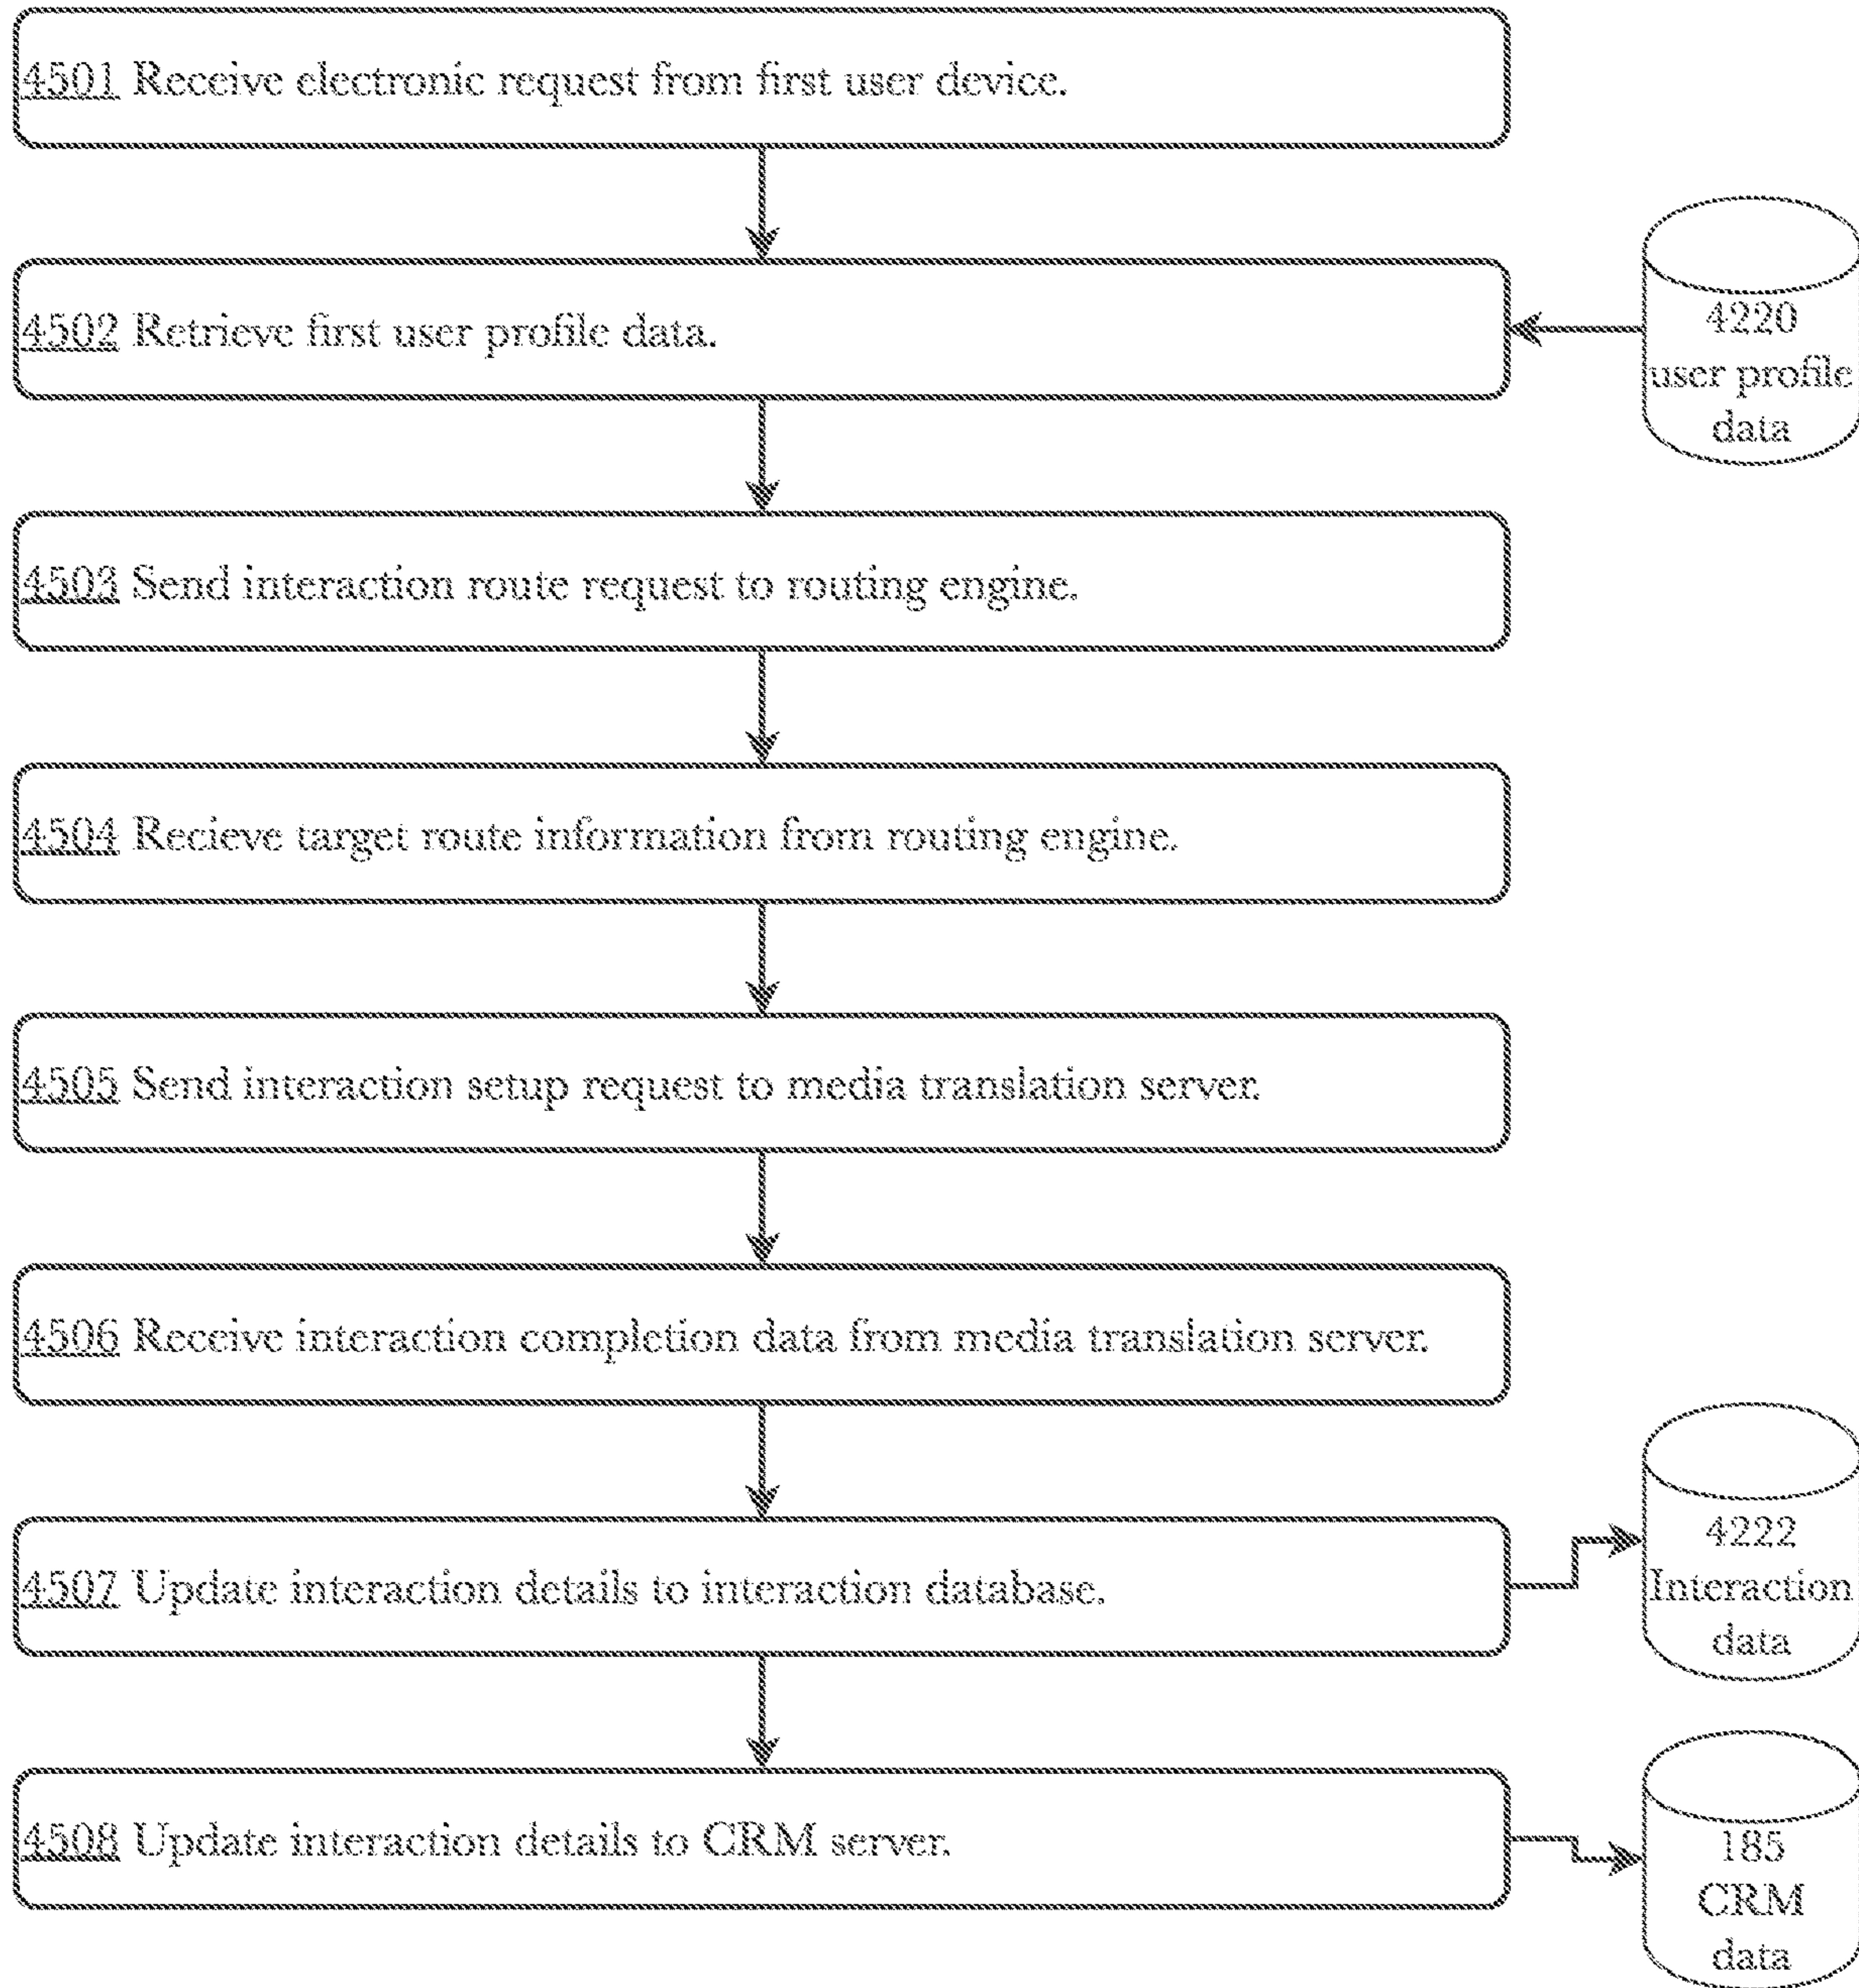 4501 Receive electronic request from first user device.
4502 Retrieve first user profile data.
4220
user profile
data
4503 Send interaction route request to routing engine.
4504 Recieve target route information from routing engine.
4505 Send interaction setup request to media translation server.
4506 Receive interaction completion data from media translation server.
4507 Update interaction details to interaction database.
4222
Interaction
data
4508 Update interaction details to CRM server.
185
CRM
data